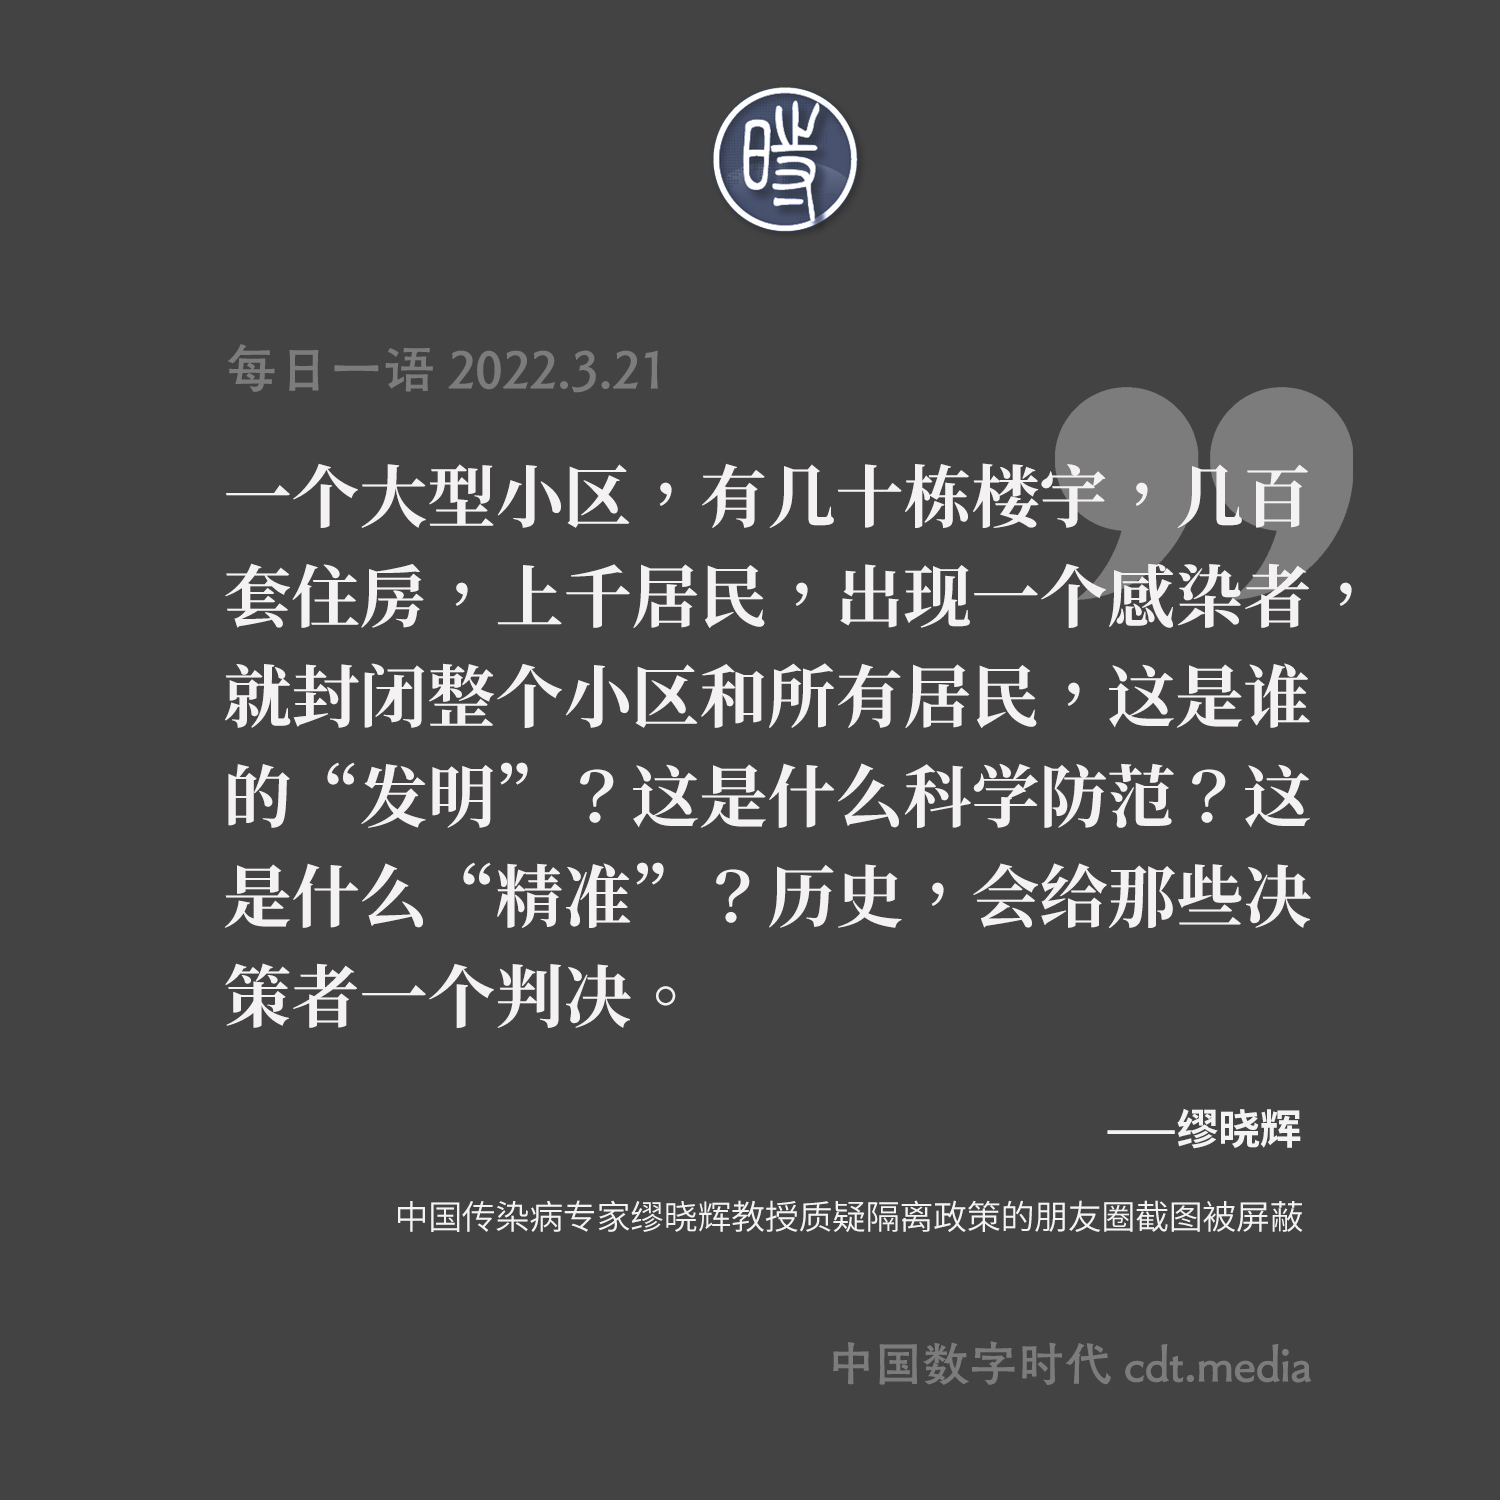 時
每日一语 2022.3.21
一个大型小区，有几十栋楼宇，几百
套住房，上千居民，出现一个感染者，
就封闭整个小区和所有居民，这是谁
的“发明”？这是什么科学防范？这
是什么“精准”？历史，会给那些决
策者一个判决。
——缪晓辉
中国传染病专家缪晓辉教授质疑隔离政策的朋友圈截图被屏蔽
中国数字时代 cdt.media